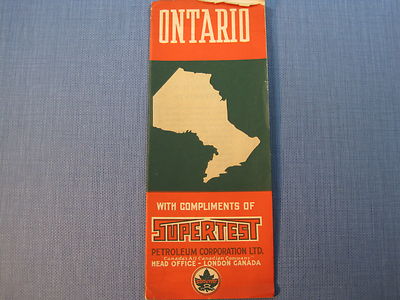 ONTARIO
WITH COMPLIMENTS OF
SUPERTEST
PETROLEUM CORPORATION LTD.
Canada's All Canadian Company
HEAD OFFICE - LONDON CANADA